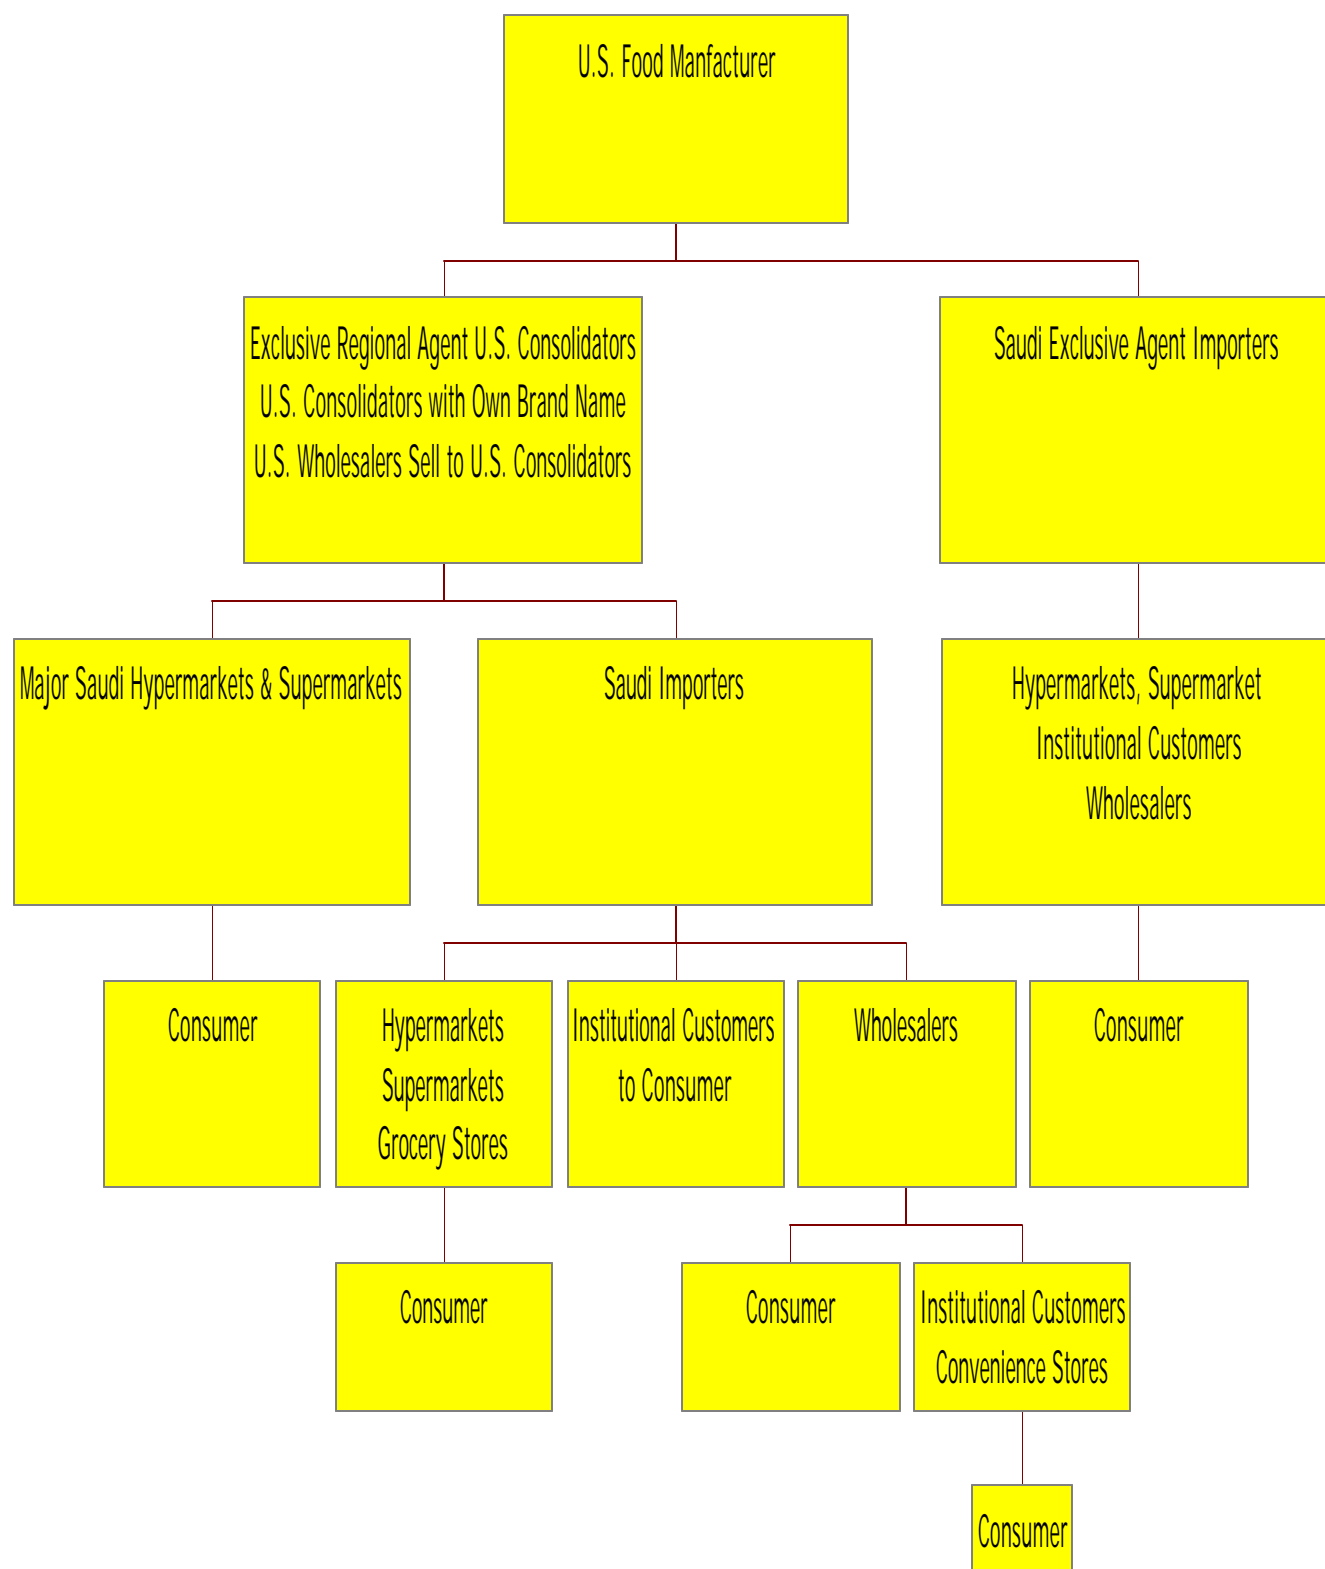 U.S. Food Manfacturer
Exclusive Regional Agent U.S. Consolidators
U.S. Consolidators with Own Brand Name
U.S. Wholesalers Sell to U.S. Consolidators
Saudi Exclusive Agent Importers
Major Saudi Hypermarkets & Supermarkets
Saudi Importers
Hypermarkets, Supermarket
Institutional Customers
Wholesalers
Consumer
Hypermarkets
Supermarkets
Grocery Stores
Institutional Customers
to Consumer
Wholesalers
Consumer
Consumer
Consumer
Institutional Customers
Convenience Stores
Consumer